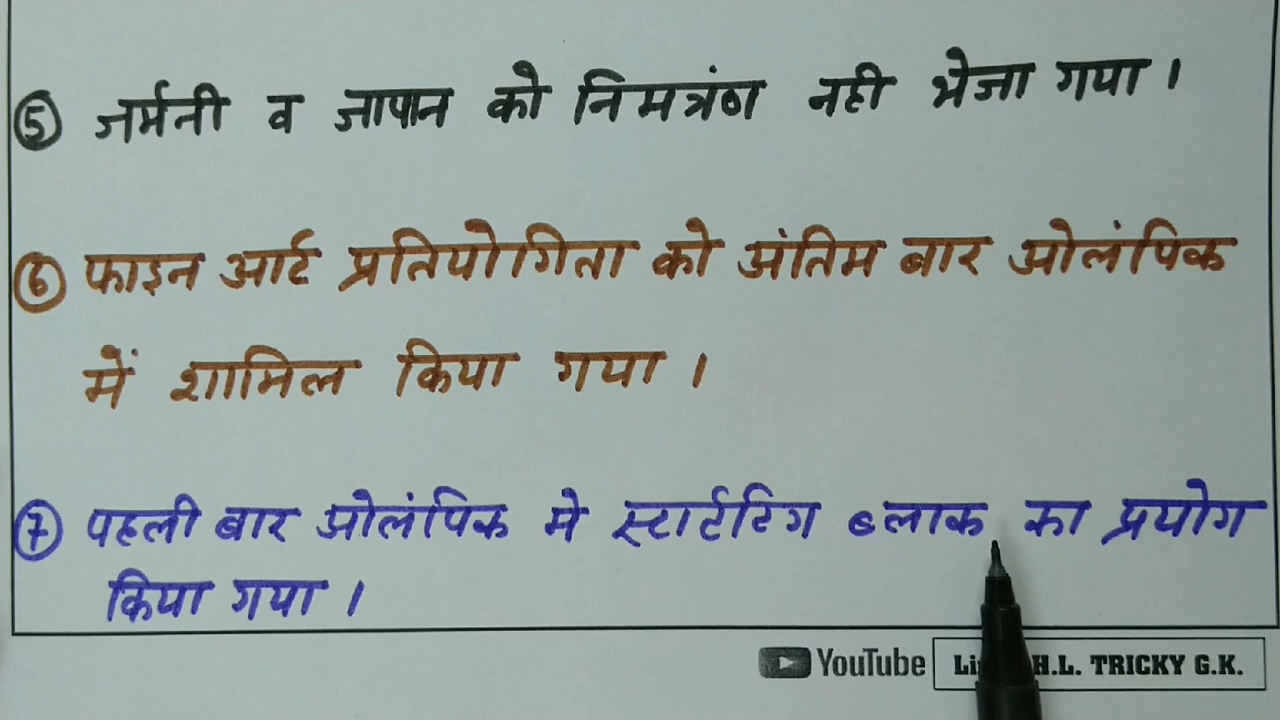 5 जर्मनी व जापान को निमत्रंण नही भेजा गया ।
6 फाइन आर्ट प्रतियोगिता को अंतिम बार ओलंपिक
में शामिल किया गया ।
7 पहली बार ओलंपिक मे स्टार्टटिग ब्लाक का प्रयोग
किया गया ।
YouTube H.L. TRICKY G.K.